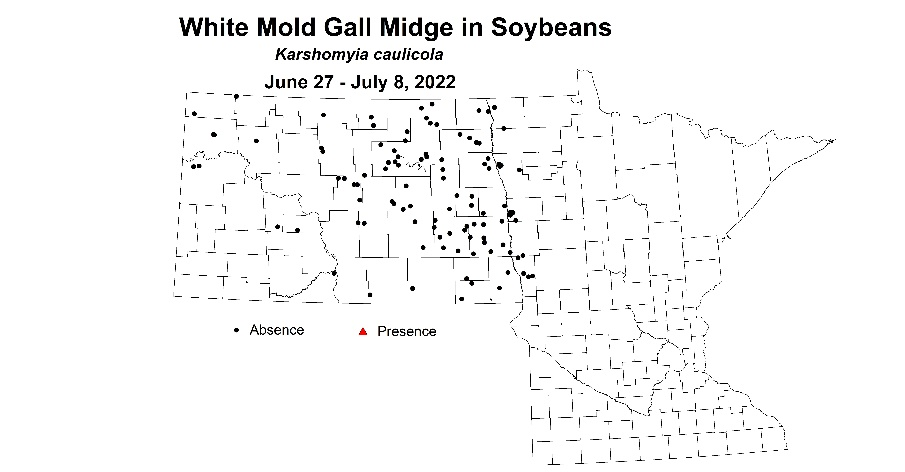 White Mold Gall Midge in Soybeans
Karshomyia caulicola
June 27 - July 8, 2022
Absence
Presence